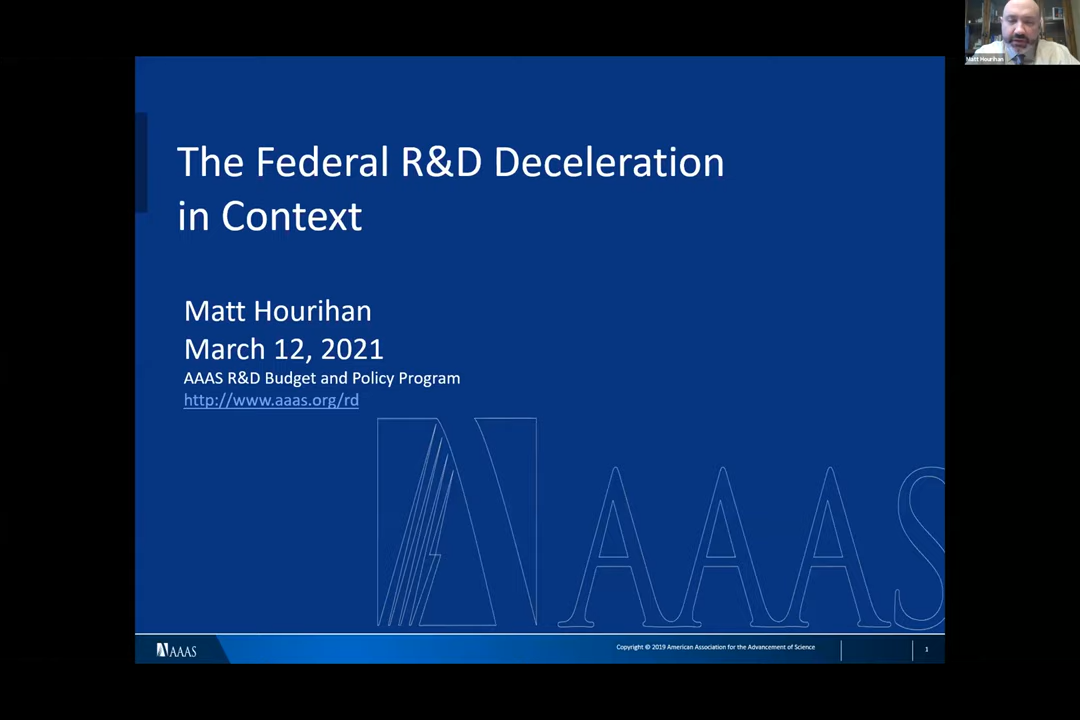 Matt Hourihan
The Federal R&D Deceleration
in Context
Matt Hourihan
March 12, 2021
AAAS R&D Budget and Policy Program
http://www.aaas.org/rd
AAAS
AAAS
Copyright © 2019 American Association for the Advancement of Science
1